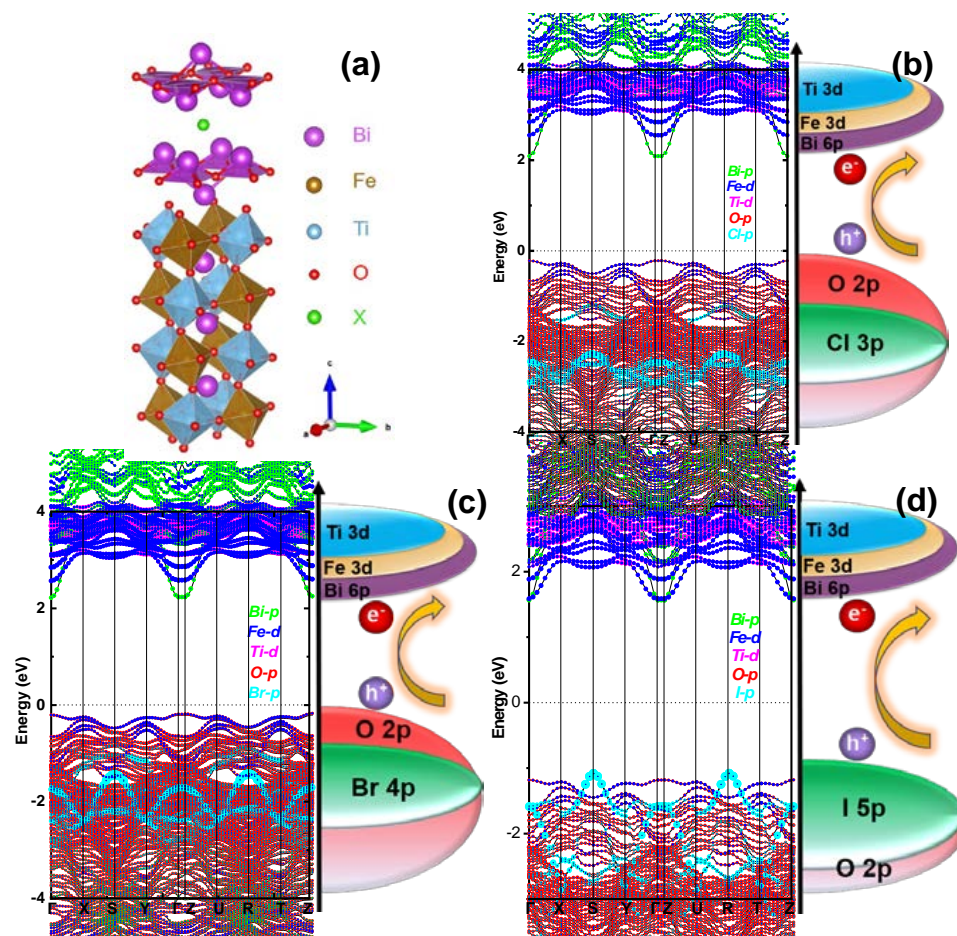 (a)
Bi
Fe
Ti
O
X
c
a
b
(b)
4
2
0
-2
-4
Energy (eV)
Bi-p
Fe-d
Ti-d
O-p
Cl-p
Γ X S Y Γ Z U R T Z
Ti 3d
Fe 3d
Bi 6p
e-
h+
O 2p
Cl 3p
(c)
4
2
0
-2
-4
Energy (eV)
Bi-p
Fe-d
Ti-d
O-p
Br-p
Γ X S Y Γ Z U R T Z
Ti 3d
Fe 3d
Bi 6p
e-
h+
O 2p
Br 4p
(d)
2
0
-2
Energy (eV)
Bi-p
Fe-d
Ti-d
O-p
I-p
Γ X S Y Γ Z U R T Z
Ti 3d
Fe 3d
Bi 6p
e-
h+
I 5p
O 2p